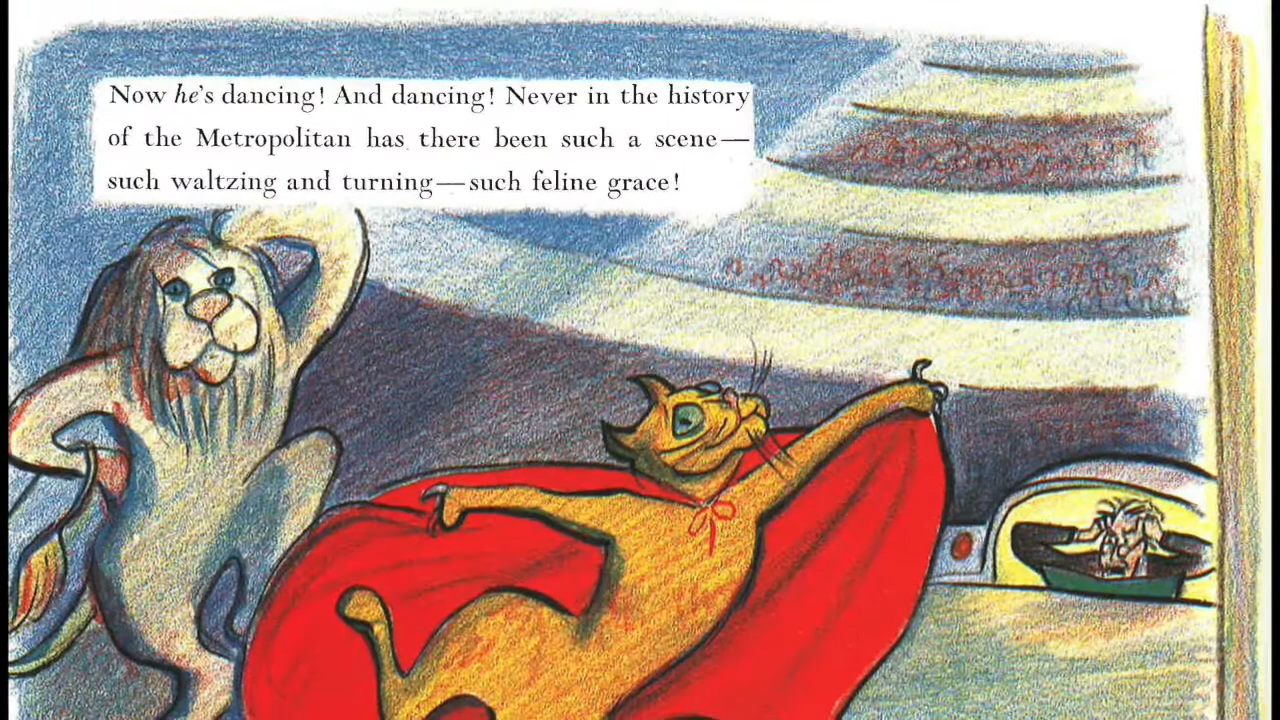 Now he's dancing! And dancing! Never in the history
of the Metropolitan has there been such a scene—
such waltzing and turning—such feline grace!